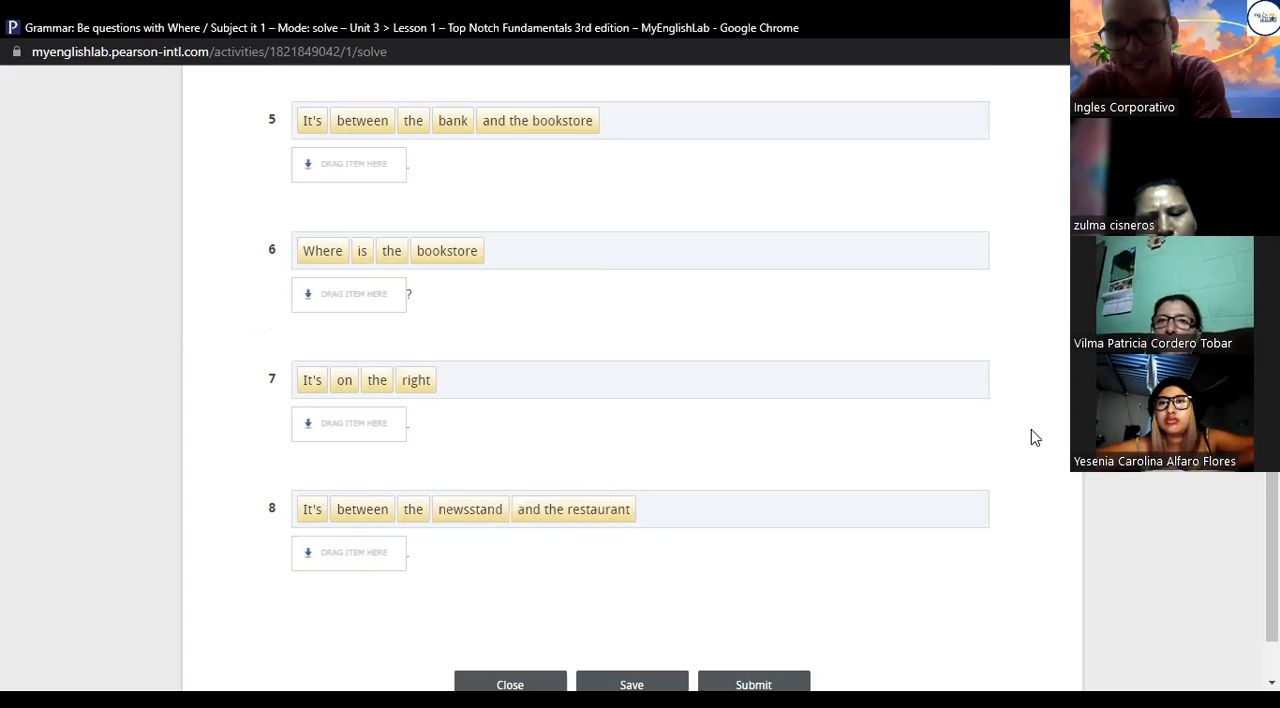 Grammar: Be questions with Where / Subject it 1 – Mode: solve – Unit 3 > Lesson 1 – Top Notch Fundamentals 3rd edition – MyEnglishLab - Google Chrome
myenglishlab.pearson-intl.com/activities/1821849042/1/solve
Ingles Corporativo
5 It's between the bank and the bookstore
DRAG ITEM HERE .
zulma cisneros
6 Where is the bookstore
DRAG ITEM HERE ?
Vilma Patricia Cordero Tobar
7 It's on the right
DRAG ITEM HERE .
Yesenia Carolina Alfaro Flores
8 It's between the newsstand and the restaurant
DRAG ITEM HERE .
Close Save Submit